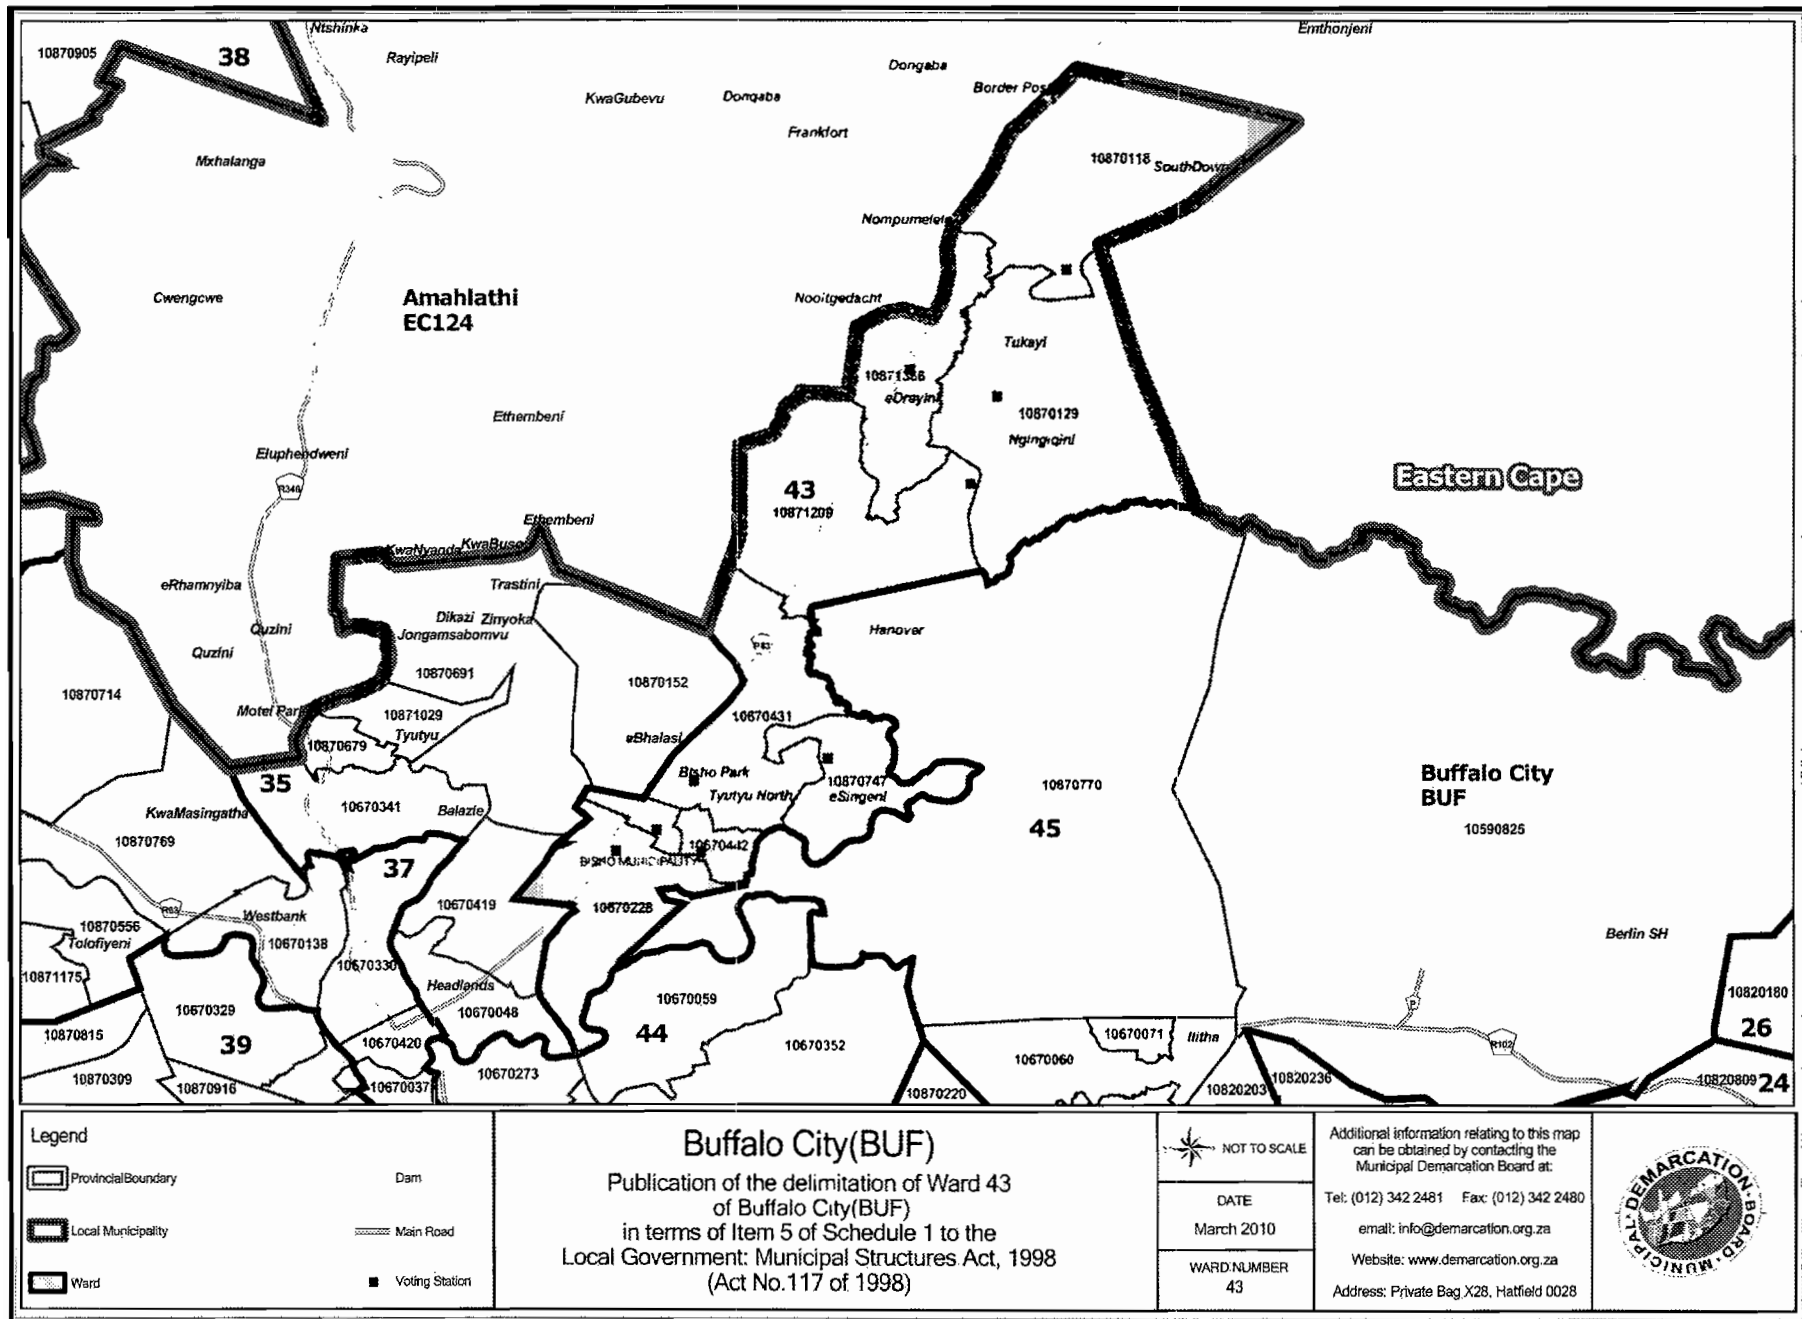 Ntshinka
Emthonjeni
10870905
38
Rayipeli
Dongaba
KwaGubevu
Dongaba
Border Pos
Frankfort
Mxhalanga
10870118
SouthDown
Nompumelel
Cwengcwe
Amahlathi
EC124
Nooitgedacht
Tukayi
eDrayini
10870129
Ngingqini
Ethembeni
Eluphendweni
R346
43
10871209
Eastern Cape
Ethembeni
KwaNyanda
KwaBuso
eRhamnyiba
Trastini
Dikazi
Zinyoka
Jongamsabomvu
Quzini
Quzini
Hanover
10870691
10870152
10870714
Motel Park
10871029
Tyutyu
10670431
10870679
eBhalasi
35
Bisho Park
Tyutyu North
10870747
eSingeni
10870770
Buffalo City
BUF
10590825
KwaMasingatha
10670341
Balazie
45
10870769
37
10670442
BISHO MUNICIPALITY
R63
Westbank
10670419
10670228
10870556
Tolofiyeni
10670138
Berlin SH
10871175
10670330
Headlands
10670329
10670048
10670059
10820180
10870815
39
10670420
44
10670352
10670060
10670071
Ilitha
R102
26
10870309
10870916
10670037
10670273
10870220
10820203
10820236
10820809
24
Legend
ProvincialBoundary
Dam
Local Municipality
Main Road
Ward
Voting Station
Buffalo City(BUF)
Publication of the delimitation of Ward 43
of Buffalo City(BUF)
in terms of Item 5 of Schedule 1 to the
Local Government: Municipal Structures Act, 1998
(Act No.117 of 1998)
NOT TO SCALE
DATE
March 2010
WARD NUMBER
43
Additional information relating to this map
can be obtained by contacting the
Municipal Demarcation Board at:
Tel: (012) 342 2481 Fax: (012) 342 2480
email: info@demarcation.org.za
Website: www.demarcation.org.za
Address: Private Bag X28, Hatfield 0028
MUNICIPAL DEMARCATION BOARD